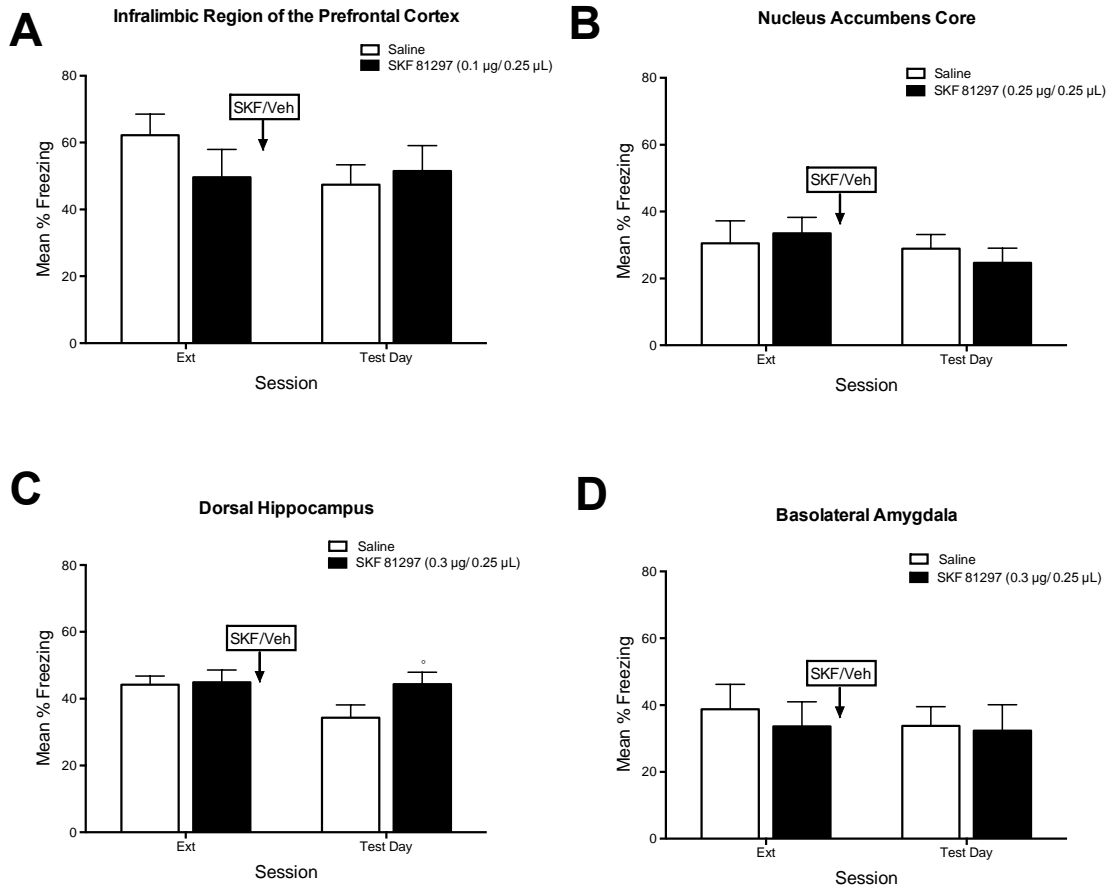 A
Infralimbic Region of the Prefrontal Cortex
Saline
SKF 81297 (0.1 µg/ 0.25 µL)
80
60
40
20
0
Mean % Freezing
SKF/Veh
Ext
Test Day
Session
B
Nucleus Accumbens Core
Saline
SKF 81297 (0.25 µg/ 0.25 µL)
80
60
40
20
0
Mean % Freezing
SKF/Veh
Ext
Test Day
Session
C
Dorsal Hippocampus
Saline
SKF 81297 (0.3 µg/ 0.25 µL)
80
60
40
20
0
Mean % Freezing
SKF/Veh
°
Ext
Test Day
Session
D
Basolateral Amygdala
Saline
SKF 81297 (0.3 µg/ 0.25 µL)
80
60
40
20
0
Mean % Freezing
SKF/Veh
Ext
Test Day
Session